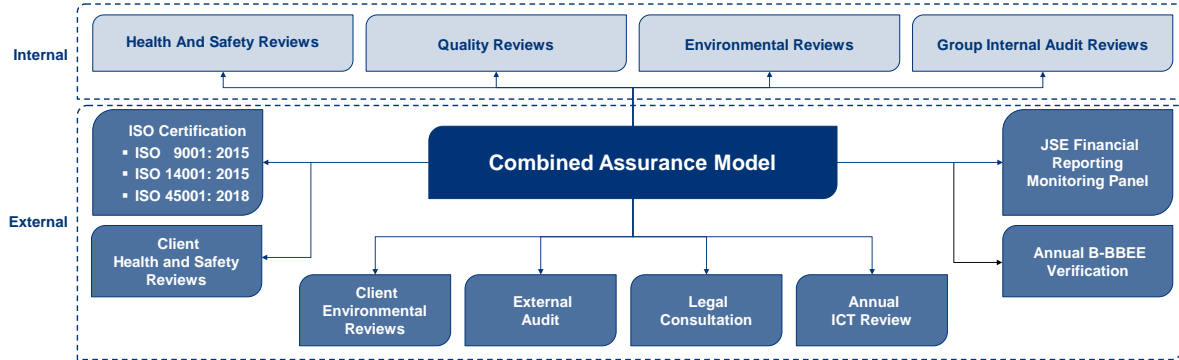 Internal
Health And Safety Reviews
Quality Reviews
Environmental Reviews
Group Internal Audit Reviews
External
ISO Certification
▪ ISO 9001: 2015
▪ ISO 14001: 2015
▪ ISO 45001: 2018
Combined Assurance Model
JSE Financial
Reporting
Monitoring Panel
Client
Health and Safety
Reviews
Annual B-BBEE
Verification
Client
Environmental
Reviews
External
Audit
Legal
Consultation
Annual
ICT Review